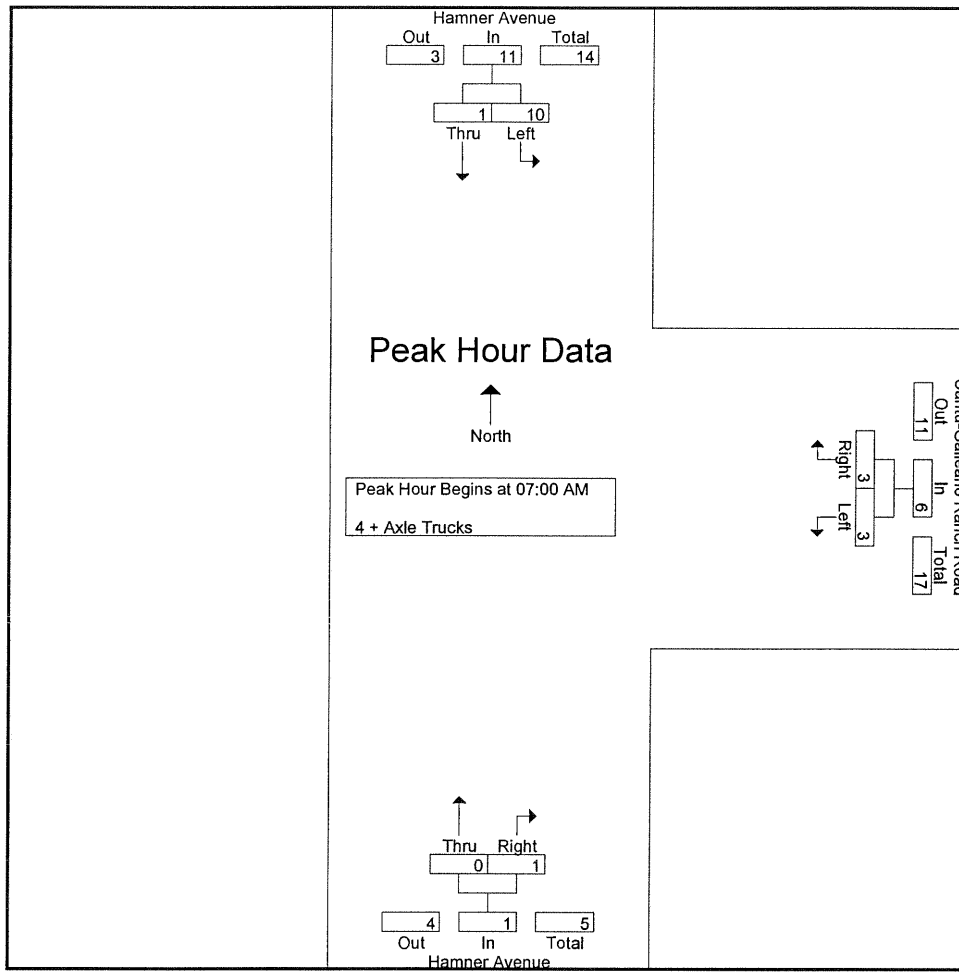 Hamner Avenue
Out In Total
3 11 14
1 10
Thru Left
Peak Hour Data
North
Peak Hour Begins at 07:00 AM
4 + Axle Trucks
Out In Total
11 6 17
Right Left
3 3
Road
Thru Right
0 1
4 1 5
Out In Total
Hamner Avenue